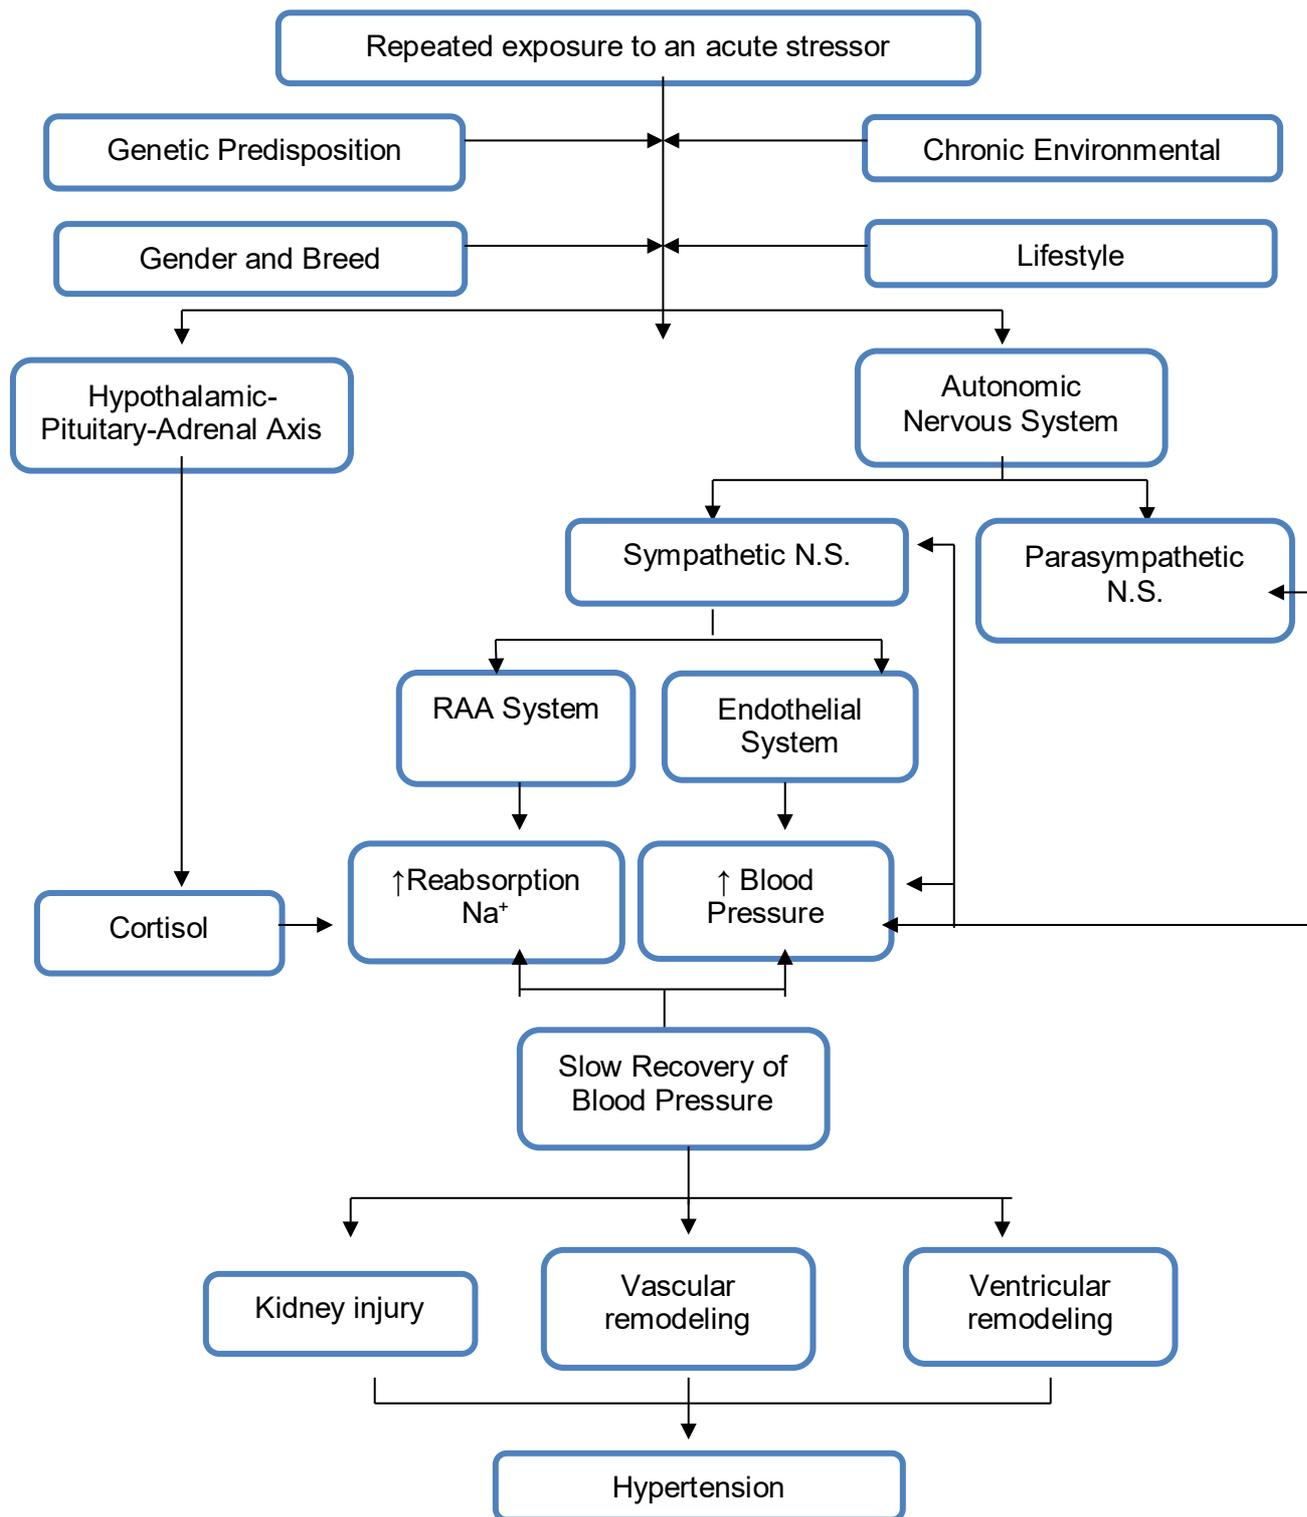 Repeated exposure to an acute stressor
Genetic Predisposition
Chronic Environmental
Gender and Breed
Lifestyle
Hypothalamic-
Pituitary-Adrenal Axis
Autonomic
Nervous System
Sympathetic N.S.
Parasympathetic
N.S.
RAA System
Endothelial
System
↑Reabsorption
Na⁺
↑ Blood
Pressure
Cortisol
Slow Recovery of
Blood Pressure
Kidney injury
Vascular
remodeling
Ventricular
remodeling
Hypertension